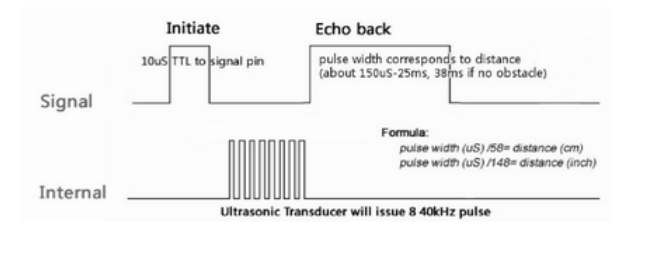 Initiate
Echo back
10uS TTL to signal pin
pulse width corresponds to distance
(about 150uS-25ms, 38ms if no obstacle)
Signal
Formula:
pulse width (uS) /58= distance (cm)
pulse width (uS) /148= distance (inch)
Internal
Ultrasonic Transducer will issue 8 40kHz pulse